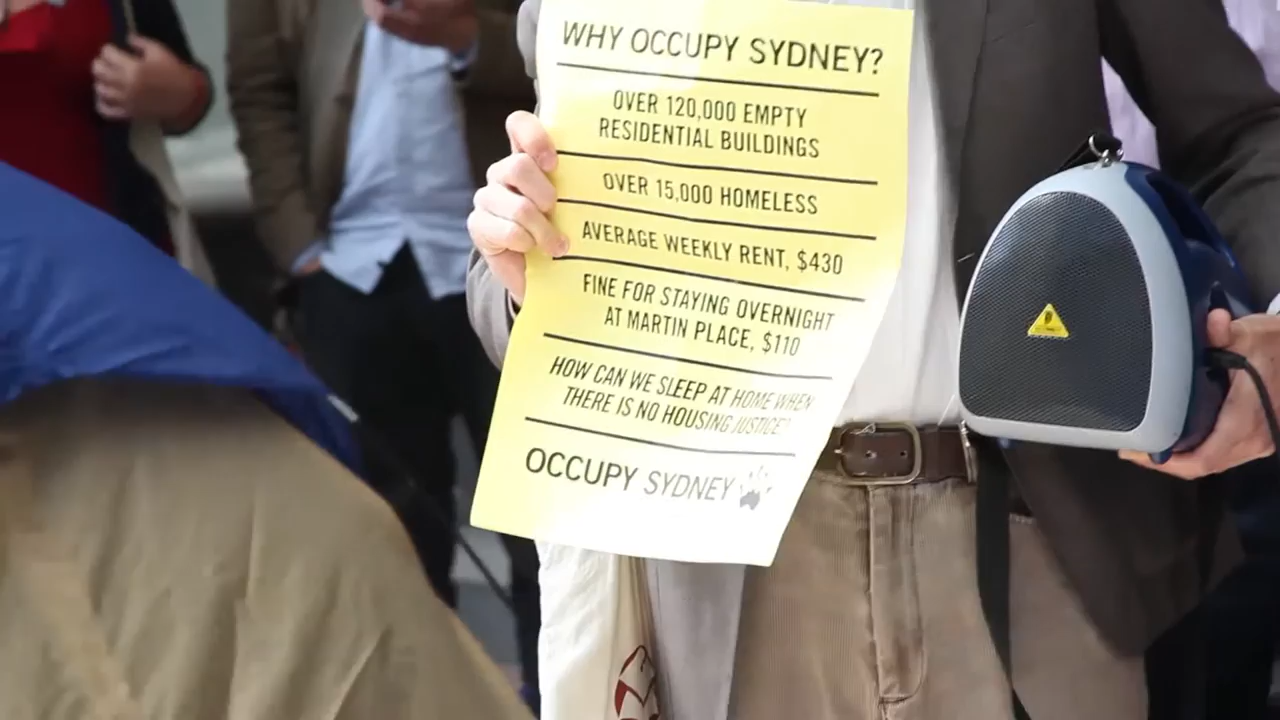 WHY OCCUPY SYDNEY?
OVER 120,000 EMPTY
RESIDENTIAL BUILDINGS
OVER 15,000 HOMELESS
AVERAGE WEEKLY RENT, $430
FINE FOR STAYING OVERNIGHT
AT MARTIN PLACE, $110
HOW CAN WE SLEEP AT HOME WHEN
THERE IS NO HOUSING JUSTICE?
OCCUPY SYDNEY